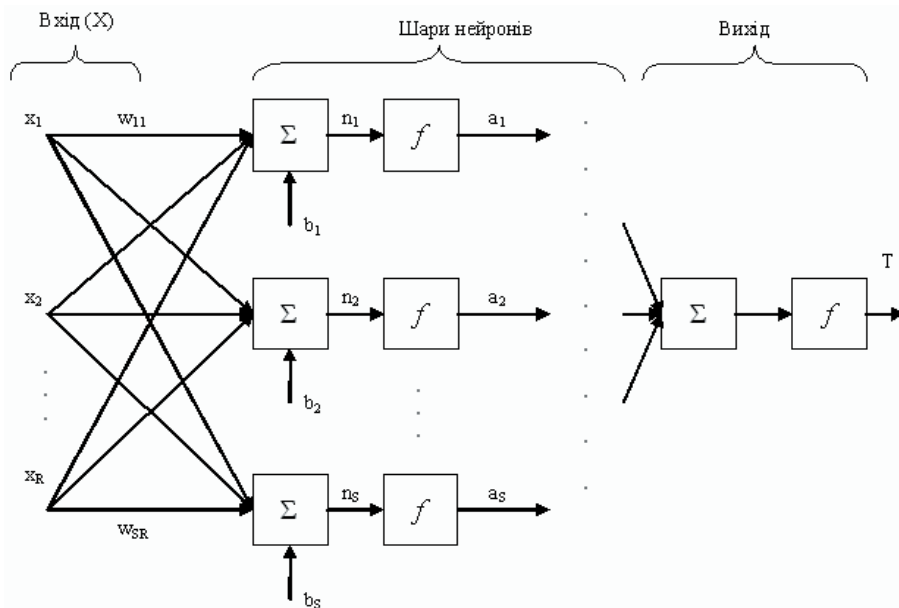 Вхід (X)
Шари нейронів
Вихід
x1 w11 Σ n1 f a1
b1
T
x2 Σ n2 f a2 Σ f
b2
xR Σ nS f aS
wSR
bS